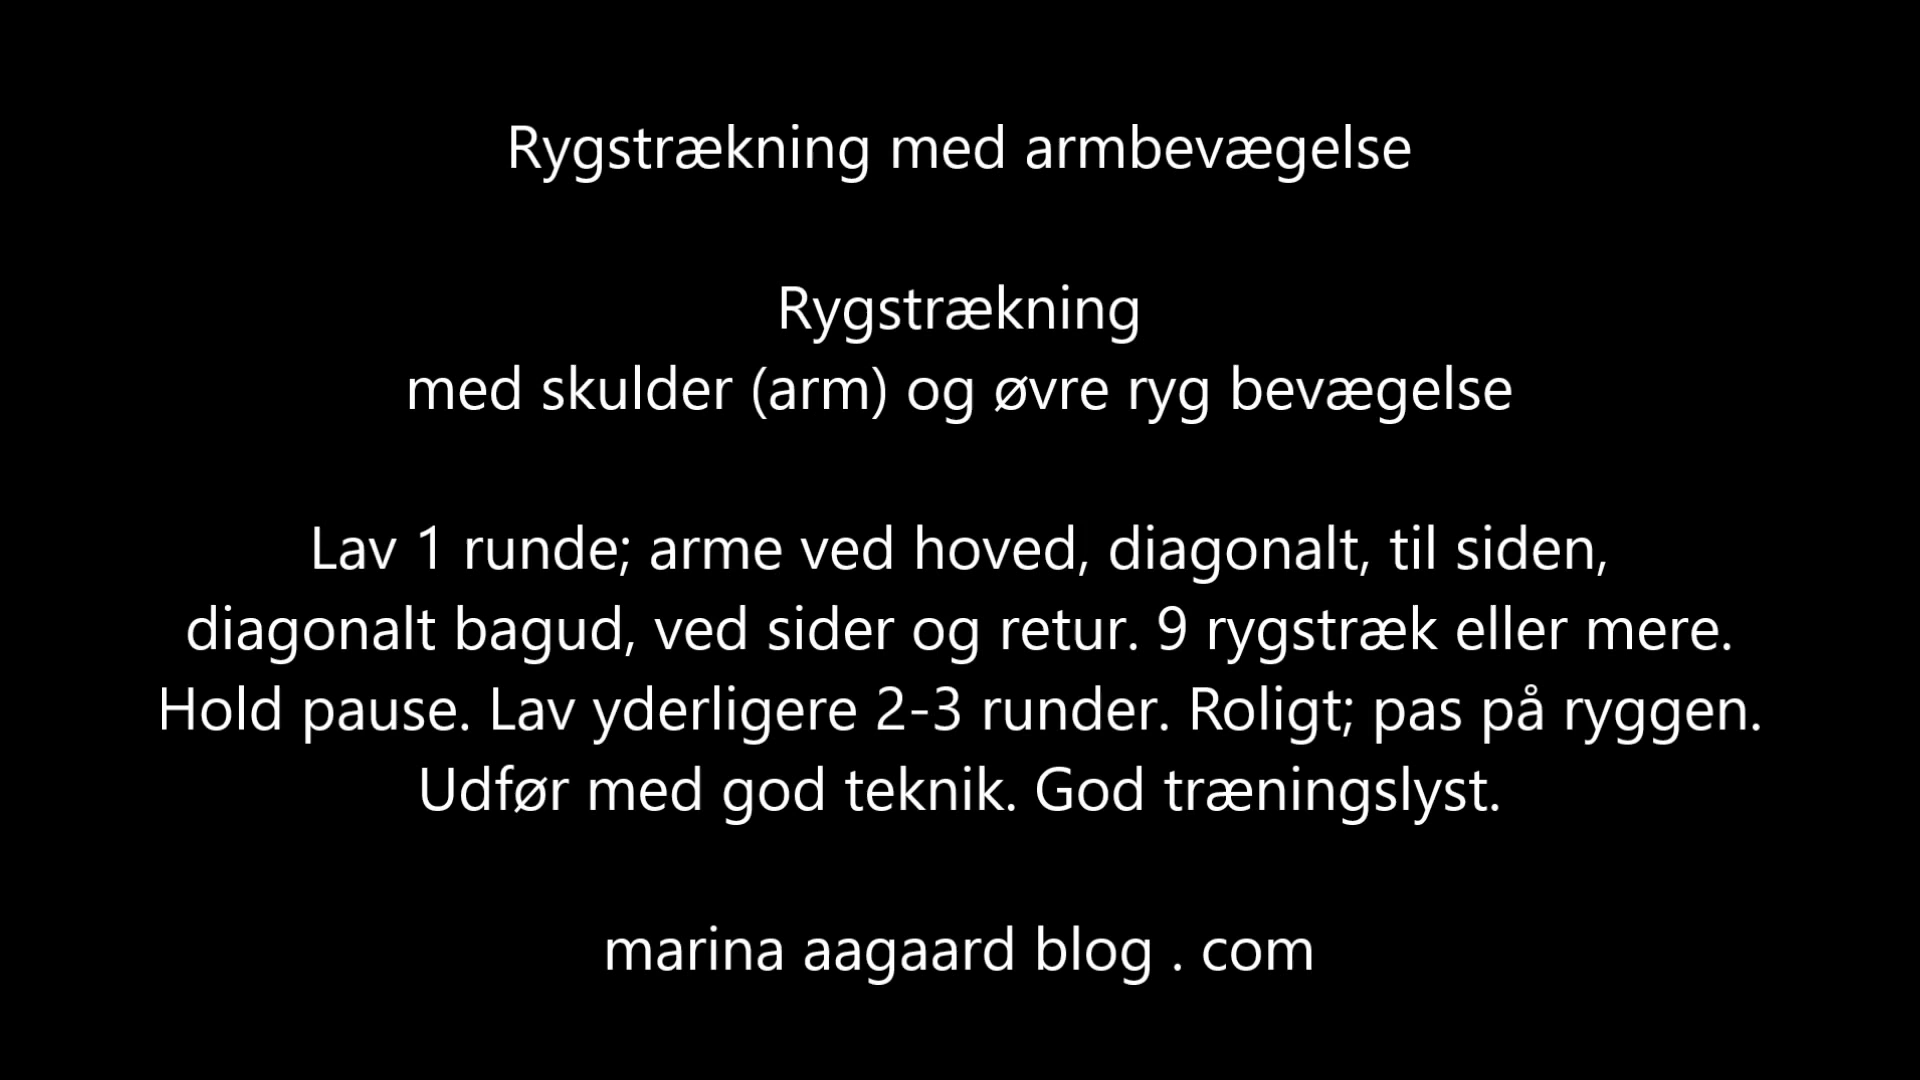 Rygstrækning med armbevægelse
Rygstrækning
med skulder (arm) og øvre ryg bevægelse
Lav 1 runde; arme ved hoved, diagonalt, til siden,
diagonalt bagud, ved sider og retur. 9 rygstræk eller mere.
Hold pause. Lav yderligere 2-3 runder. Roligt; pas på ryggen.
Udfør med god teknik. God træningslyst.
marina aagaard blog . com